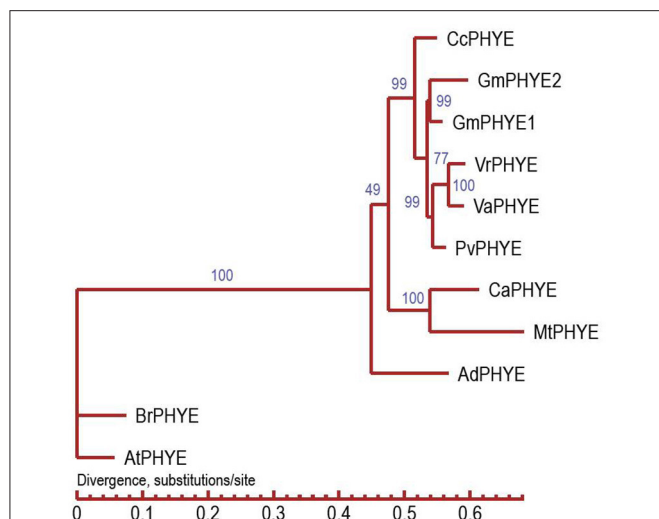 CcPHYE
99
GmPHYE2
99
GmPHYE1
77
VrPHYE
49
100
99
VaPHYE
PvPHYE
100
100
CaPHYE
MtPHYE
AdPHYE
BrPHYE
AtPHYE
Divergence, substitutions/site
0 0.1 0.2 0.3 0.4 0.5 0.6